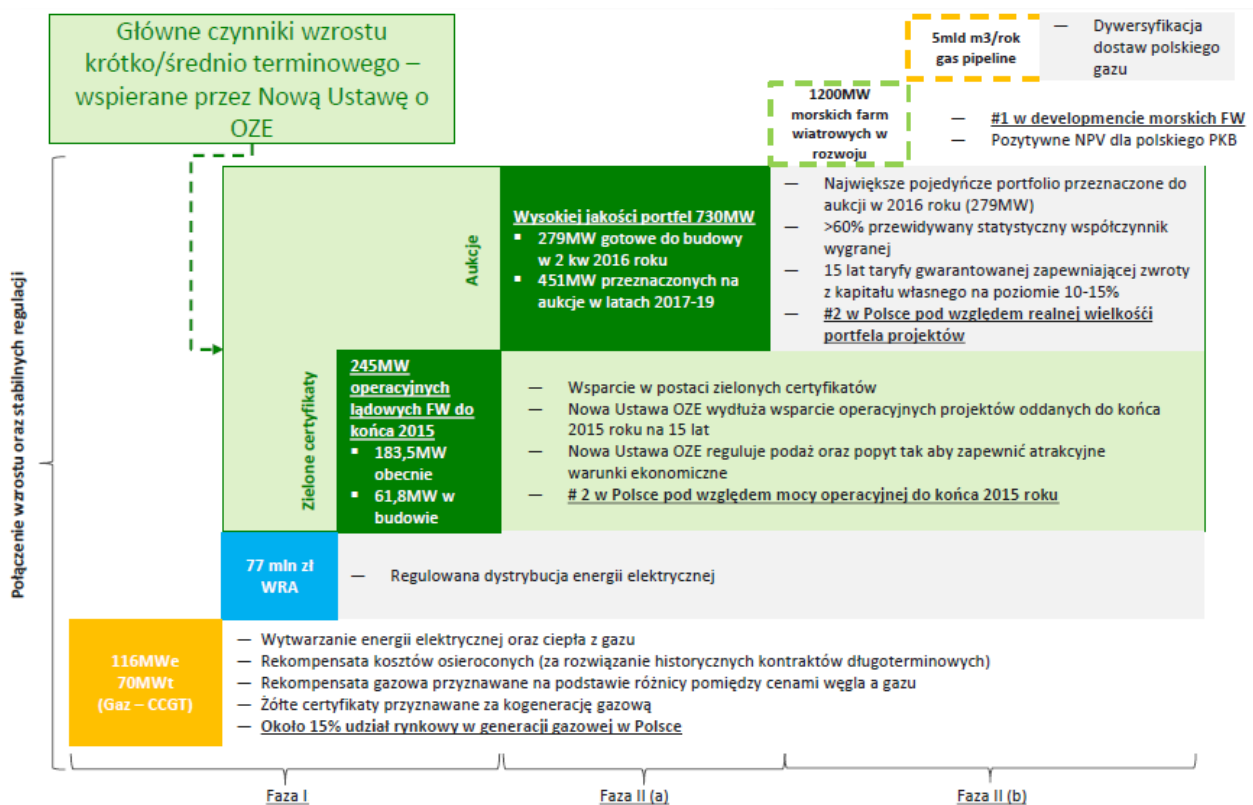 Główne czynniki wzrostu
krótko/średnio terminowego –
wspierane przez Nową Ustawę o
OZE
5mld m3/rok
gas pipeline
— Dywersyfikacja
dostaw polskiego
gazu
1200MW
morskich farm
wiatrowych w
rozwoju
— #1 w developmencie morskich FW
— Pozytywne NPV dla polskiego PKB
Połączenie wzrostu oraz stabilnych regulacji
Aukcje
Wysokiej jakości portfel 730MW
▪ 279MW gotowe do budowy
w 2 kw 2016 roku
▪ 451MW przeznaczonych na
aukcje w latach 2017-19
— Największe pojedyńcze portfolio przeznaczone do
aukcji w 2016 roku (279MW)
— >60% przewidywany statystyczny współczynnik
wygranej
— 15 lat taryfy gwarantowanej zapewniającej zwroty
z kapitału własnego na poziomie 10-15%
— #2 w Polsce pod względem realnej wielkośći
portfela projektów
Zielone certyfikaty
245MW
operacyjnych
lądowych FW do
końca 2015
▪ 183,5MW
obecnie
▪ 61,8MW w
budowie
— Wsparcie w postaci zielonych certyfikatów
— Nowa Ustawa OZE wydłuża wsparcie operacyjnych projektów oddanych do końca
2015 roku na 15 lat
— Nowa Ustawa OZE reguluje podaż oraz popyt tak aby zapewnić atrakcyjne
warunki ekonomiczne
— # 2 w Polsce pod względem mocy operacyjnej do końca 2015 roku
77 mln zł
WRA
— Regulowana dystrybucja energii elektrycznej
116MWe
70MWt
(Gaz – CCGT)
— Wytwarzanie energii elektrycznej oraz ciepła z gazu
— Rekompensata kosztów osieroconych (za rozwiązanie historycznych kontraktów długoterminowych)
— Rekompensata gazowa przyznawane na podstawie różnicy pomiędzy cenami węgla a gazu
— Żółte certyfikaty przyznawane za kogenerację gazową
— Około 15% udział rynkowy w generacji gazowej w Polsce
Faza I
Faza II (a)
Faza II (b)